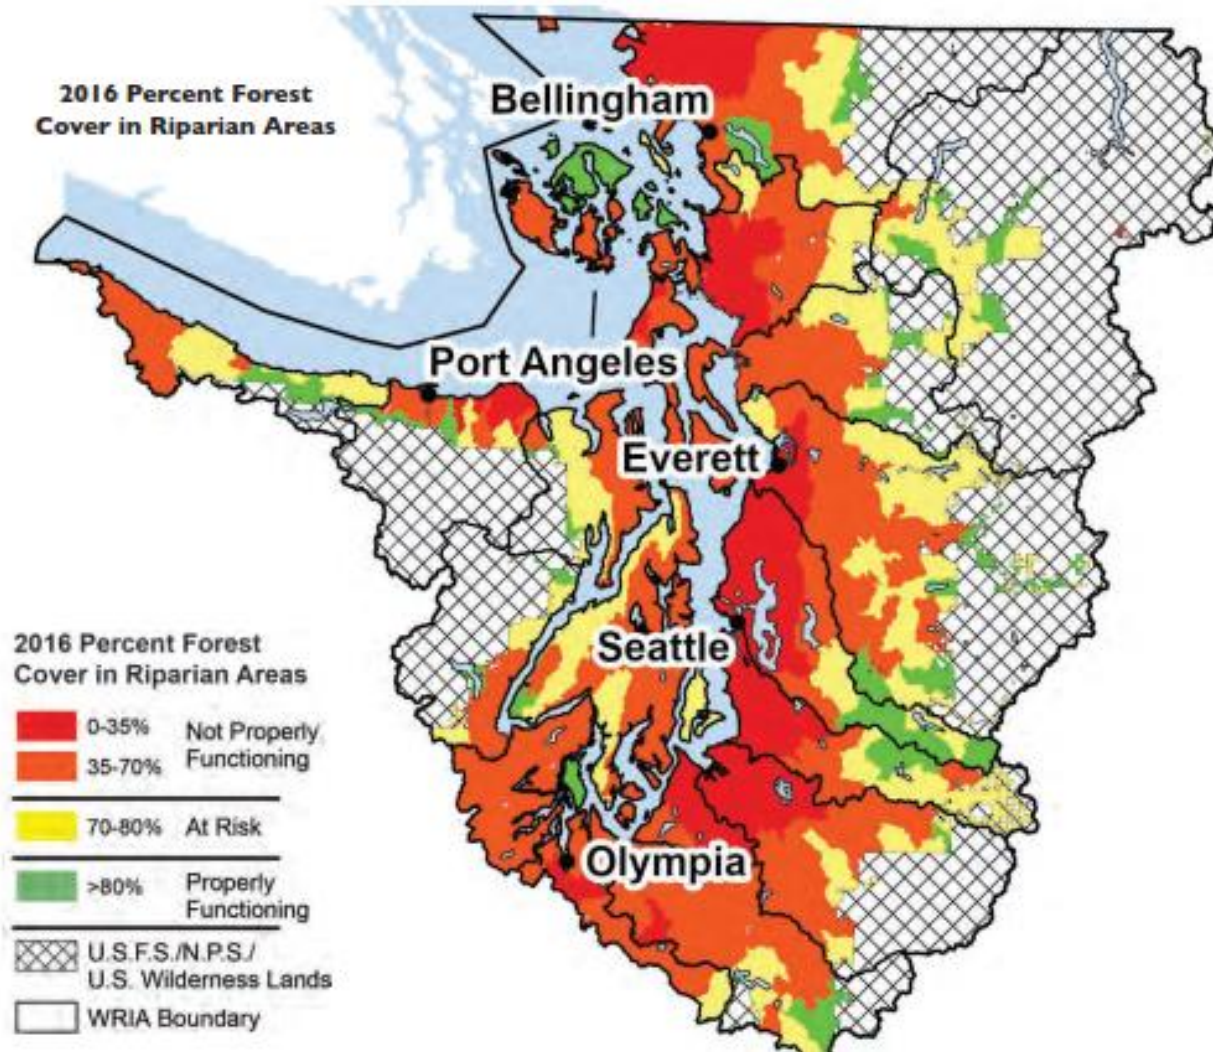 2016 Percent Forest
Cover in Riparian Areas
Bellingham
Port Angeles
Everett
Seattle
Olympia
2016 Percent Forest
Cover in Riparian Areas
0-35%
35-70%
Not Properly
Functioning
70-80% At Risk
>80%
Properly
Functioning
U.S.F.S./N.P.S./
U.S. Wilderness Lands
WRIA Boundary